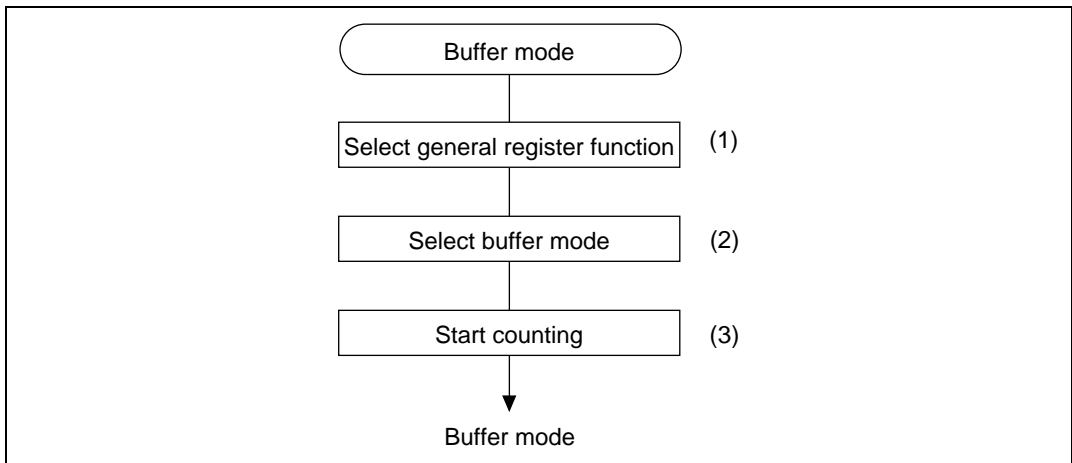 Buffer mode
Select general register function (1)
Select buffer mode (2)
Start counting (3)
Buffer mode